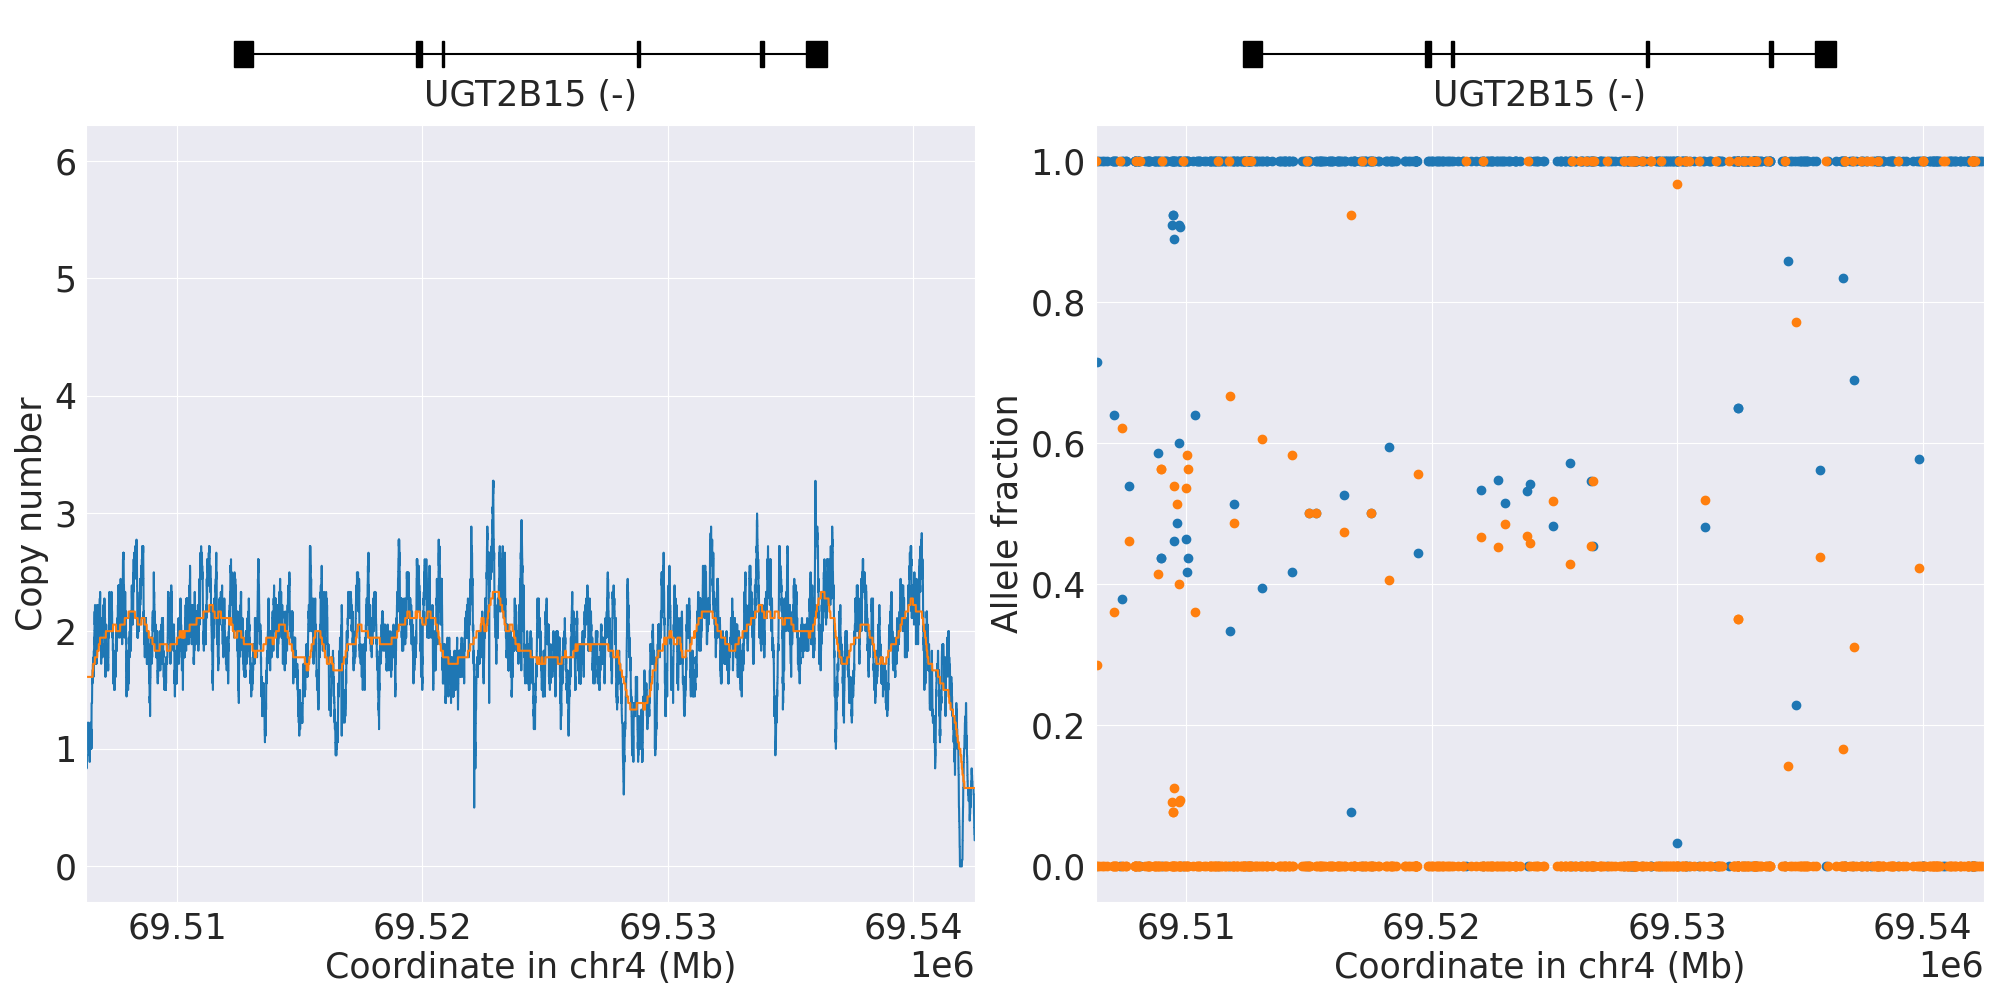 UGT2B15 (-)
UGT2B15 (-)
Copy number
6
5
4
3
2
1
0
69.51 69.52 69.53 69.54
Coordinate in chr4 (Mb)
1e6
Allele fraction
1.0
0.8
0.6
0.4
0.2
0.0
69.51 69.52 69.53 69.54
Coordinate in chr4 (Mb)
1e6